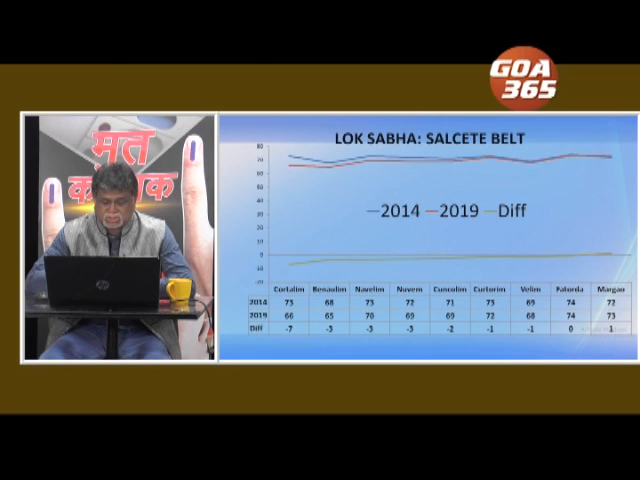 GOA
365
मत
LOK SABHA: SALCETE BELT
80
70
60
50
40
30
20
10
0
-10
-20
2014 2019 Diff
Cortalim Benaulim Navelim Nuvem Cuncolim Curtorim Velim Fatorda Margao
2014 73 68 73 72 71 73 69 74 72
2019 66 65 70 69 69 72 68 74 73
Diff -7 -3 -3 -3 -2 -1 -1 0 1
hp